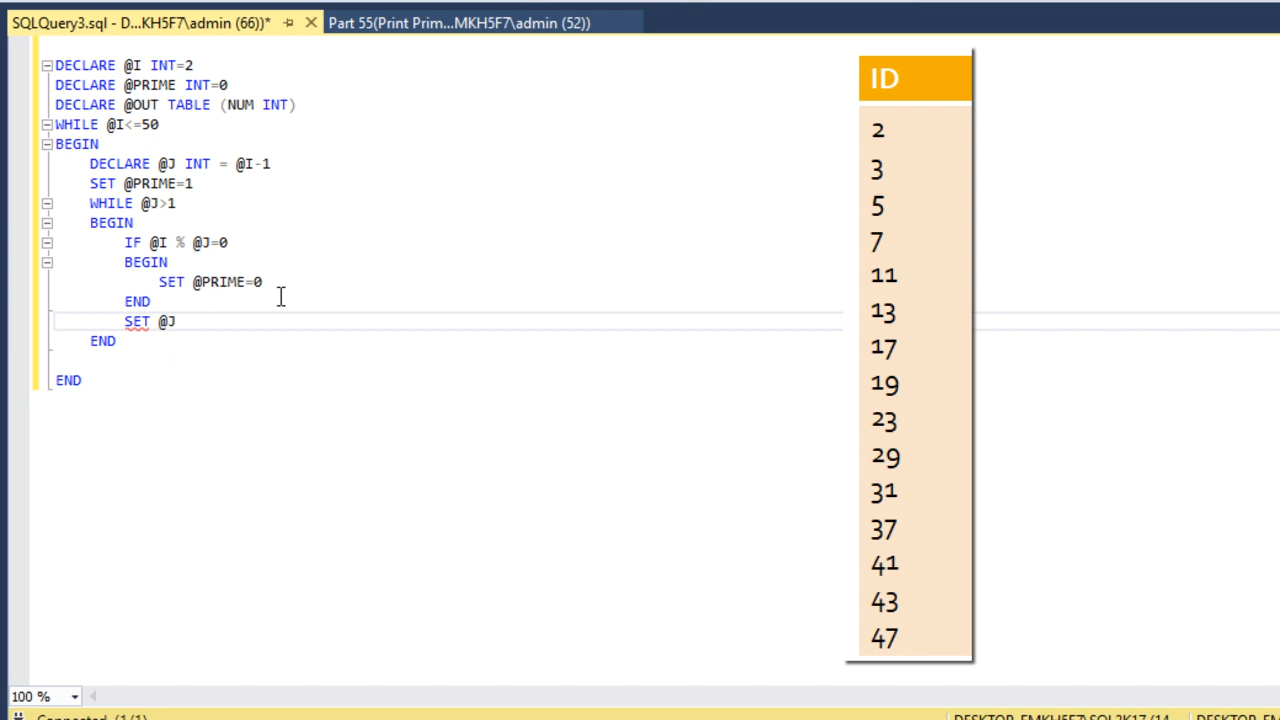 SQLQuery3.sql - D...KH5F7\admin (66))* Part 55(Print Prim...MKH5F7\admin (52))
DECLARE @I INT=2
DECLARE @PRIME INT=0
DECLARE @OUT TABLE (NUM INT)
WHILE @I<=50
BEGIN
DECLARE @J INT = @I-1
SET @PRIME=1
WHILE @J>1
BEGIN
IF @I % @J=0
BEGIN
SET @PRIME=0
END
SET @J
END
END
ID
2
3
5
7
11
13
17
19
23
29
31
37
41
43
47
100 %
Connected. (1/1)